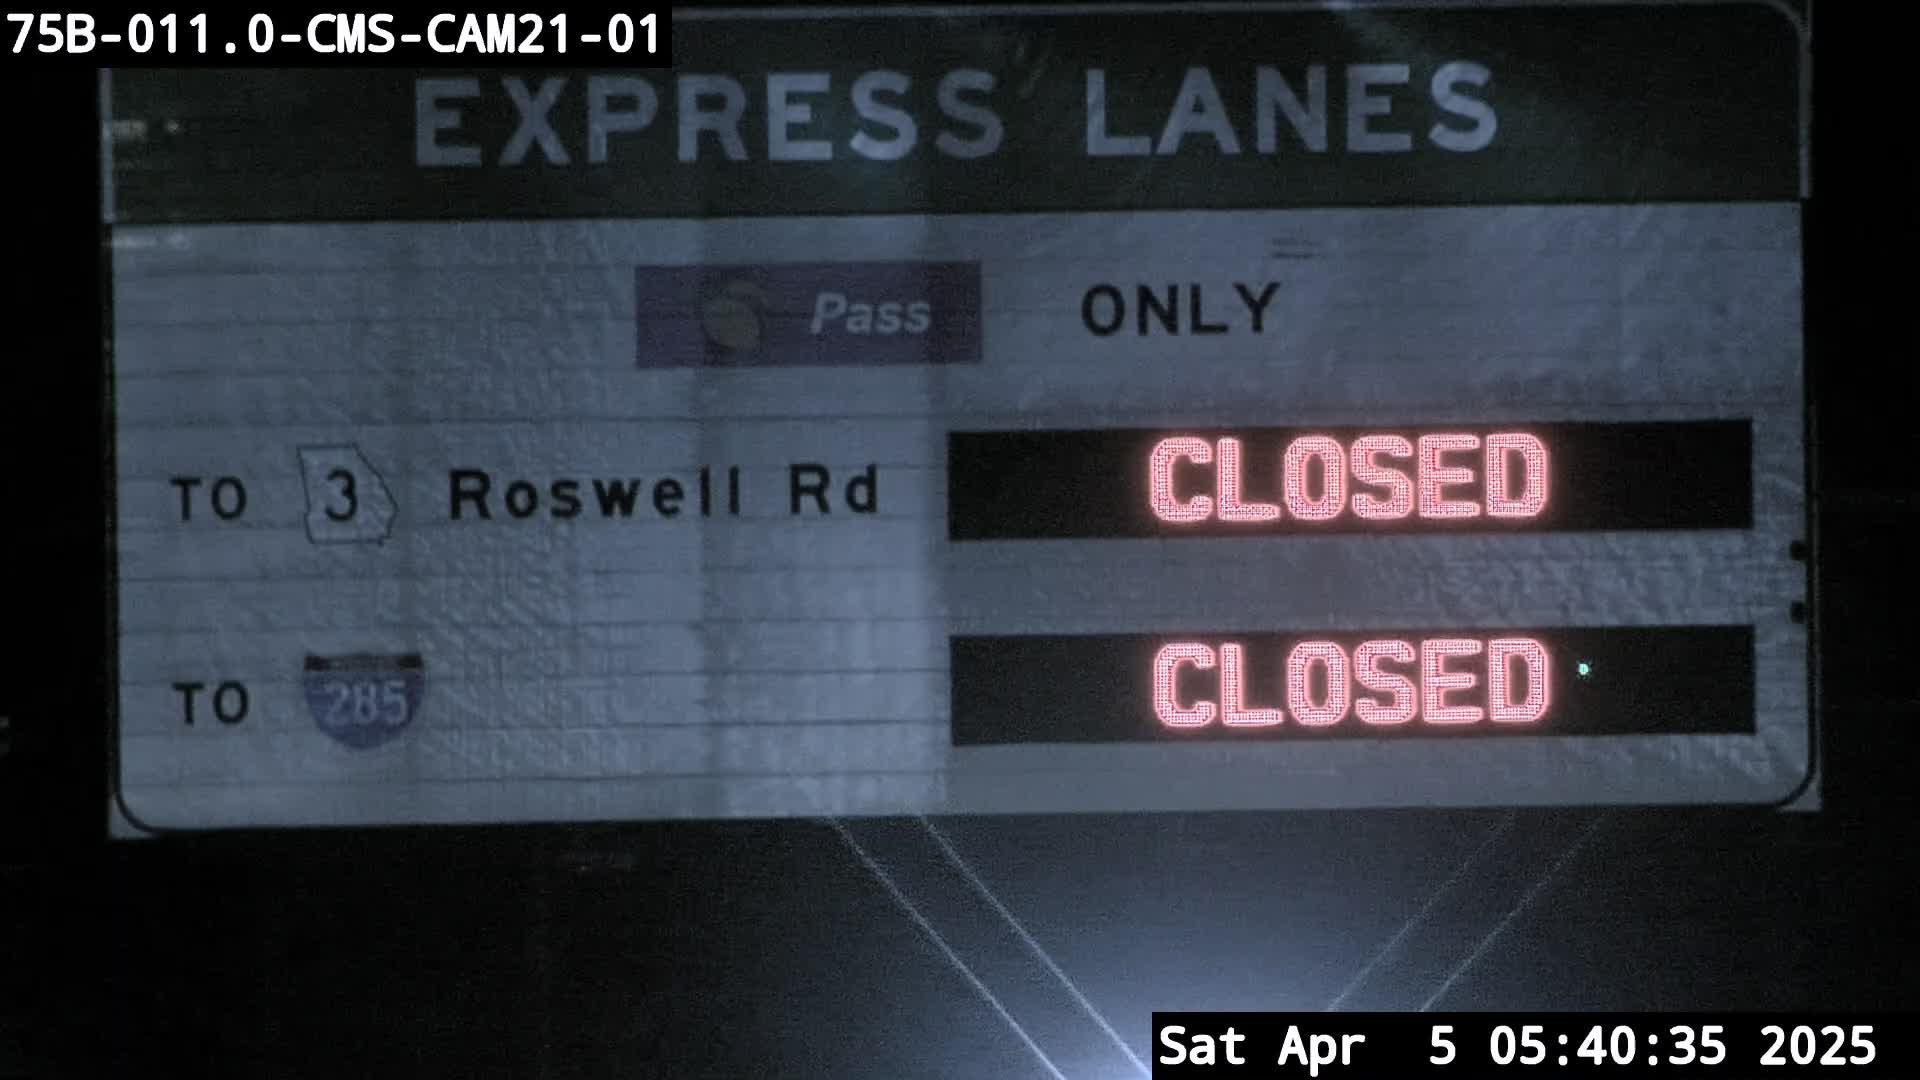 75B-011.0-CMS-CAM21-01
EXPRESS LANES
Pass ONLY
TO 3 Roswell Rd CLOSED
TO 285 CLOSED
Sat Apr 5 05:40:35 2025